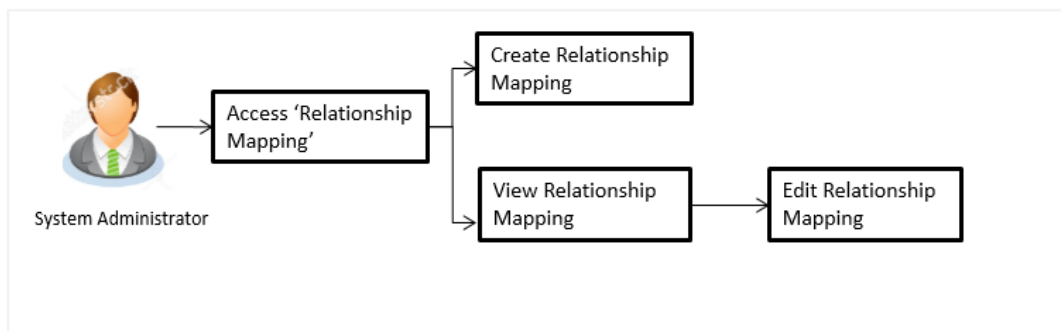 Create Relationship
Mapping
Access ‘Relationship
Mapping’
System Administrator
View Relationship
Mapping
Edit Relationship
Mapping